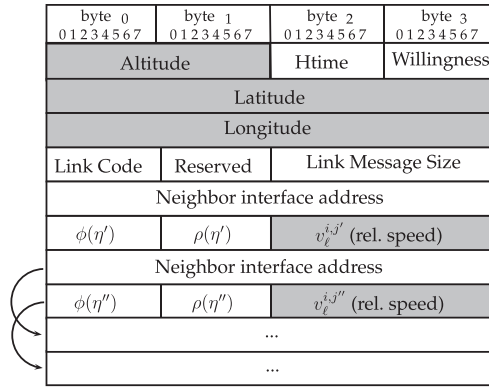 byte 0 byte 1 byte 2 byte 3
01234567 01234567 01234567 01234567
Altitude Htime Willingness
Latitude
Longitude
Link Code Reserved Link Message Size
Neighbor interface address
ϕ(η′) ρ(η′) v_ℓ^{i,j′} (rel. speed)
Neighbor interface address
ϕ(η′′) ρ(η′′) v_ℓ^{i,j′′} (rel. speed)
...
...